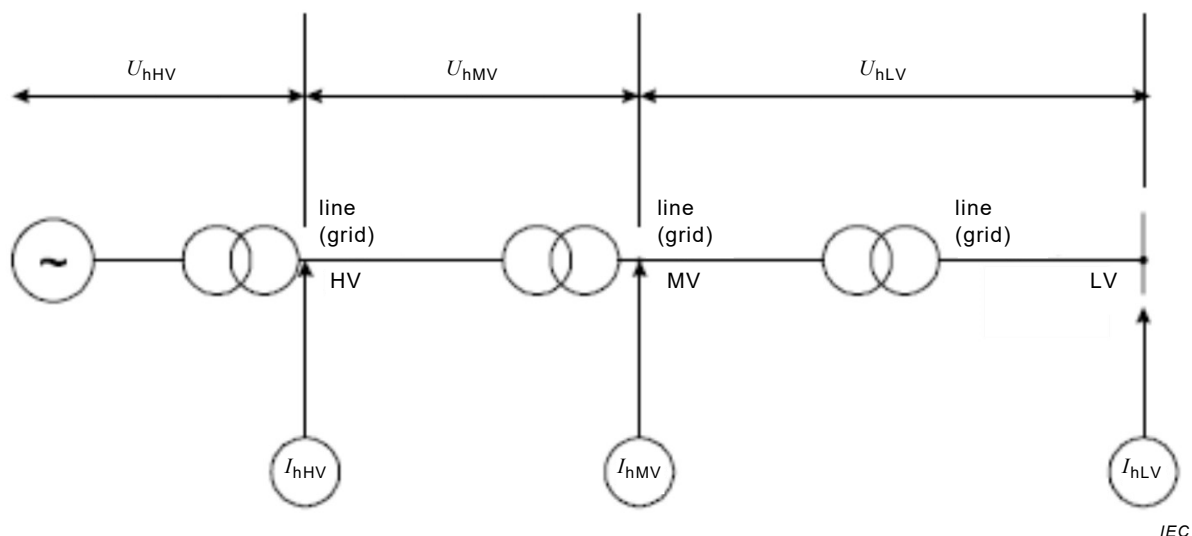 UhHV
UhMV
UhLV
line
(grid)
line
(grid)
line
(grid)
~
HV
MV
LV
IhHV
IhMV
IhLV
IEC